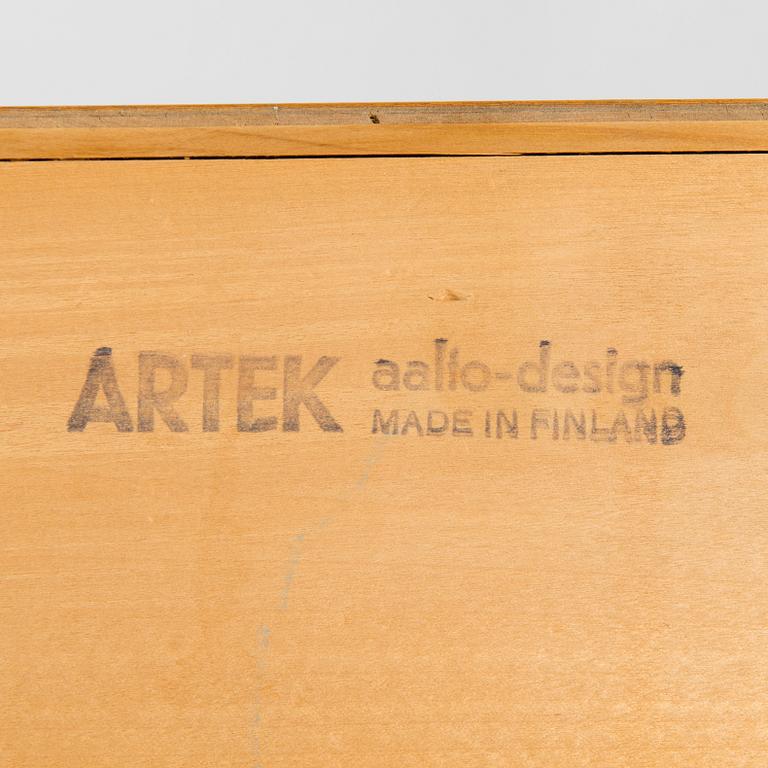 ARTEK
aalto-design
MADE IN FINLAND